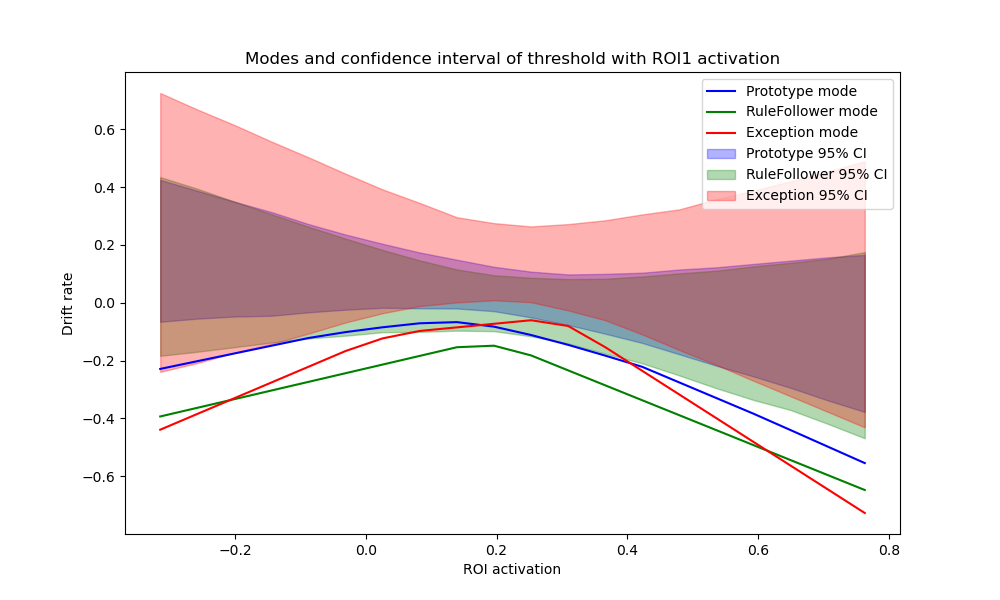 Modes and confidence interval of threshold with ROI1 activation
Prototype mode
RuleFollower mode
Exception mode
Prototype 95% CI
RuleFollower 95% CI
Exception 95% CI
Drift rate
0.6
0.4
0.2
0.0
−0.2
−0.4
−0.6
−0.2
0.0
0.2
0.4
0.6
0.8
ROI activation